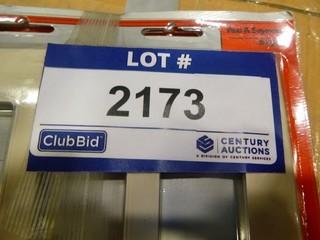 LOT #
2173
ClubBid
CENTURY
AUCTIONS
A DIVISION OF CENTURY SERVICES